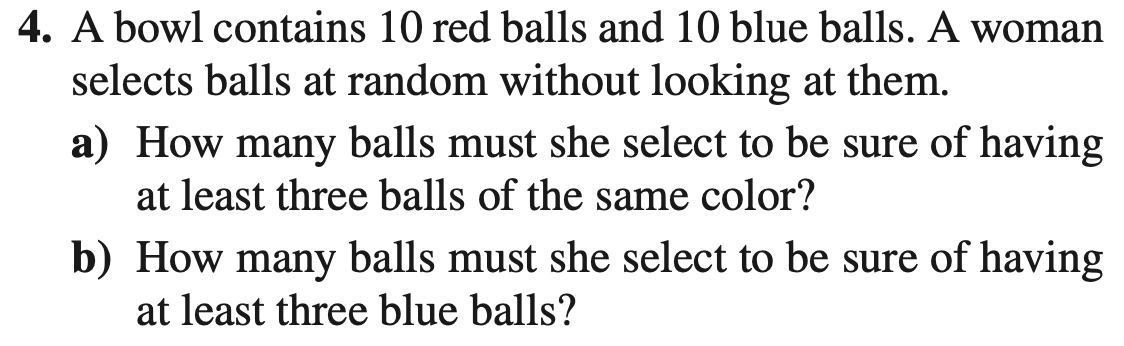 4. A bowl contains 10 red balls and 10 blue balls. A woman
selects balls at random without looking at them.
a) How many balls must she select to be sure of having
at least three balls of the same color?
b) How many balls must she select to be sure of having
at least three blue balls?